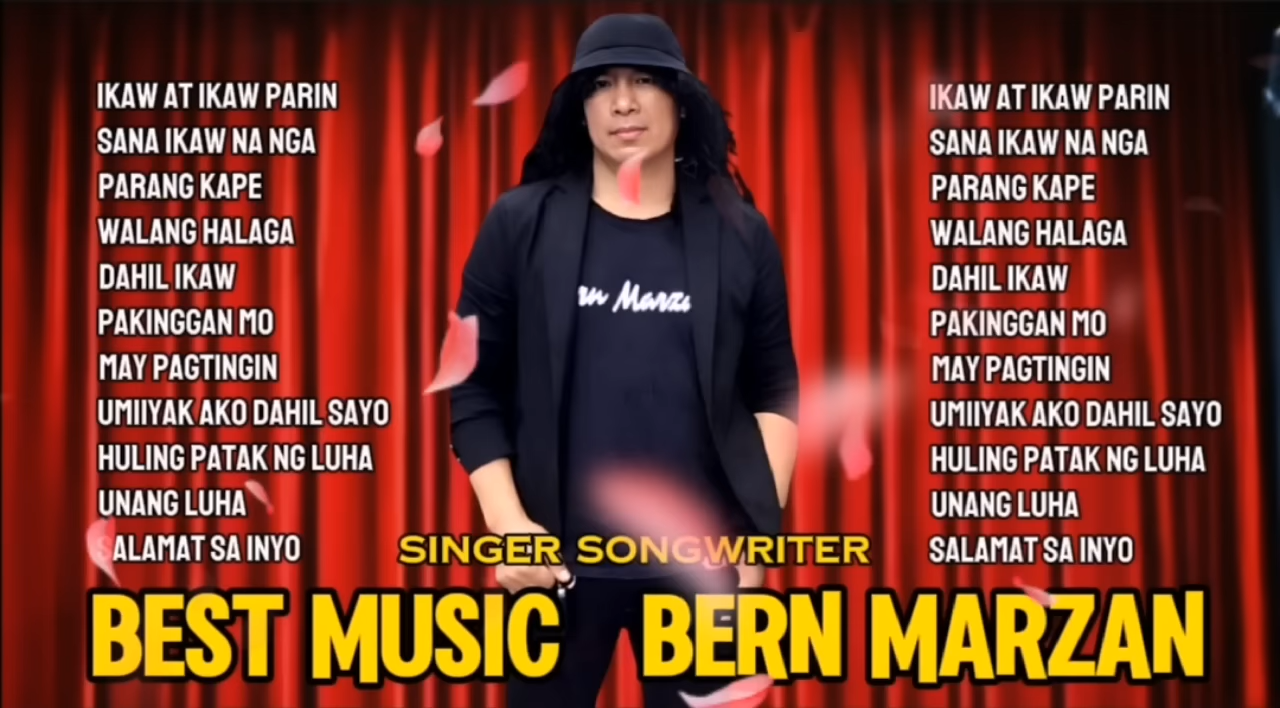 IKAW AT IKAW PARIN
SANA IKAW NA NGA
PARANG KAPE
WALANG HALAGA
DAHIL IKAW
PAKINGGAN MO
MAY PAGTINGIN
UMIIYAK AKO DAHIL SAYO
HULING PATAK NG LUHA
UNANG LUHA
SALAMAT SA INYO
IKAW AT IKAW PARIN
SANA IKAW NA NGA
PARANG KAPE
WALANG HALAGA
DAHIL IKAW
PAKINGGAN MO
MAY PAGTINGIN
UMIIYAK AKO DAHIL SAYO
HULING PATAK NG LUHA
UNANG LUHA
SALAMAT SA INYO
rn Marza
SINGER SONGWRITER
BEST MUSIC BERN MARZAN